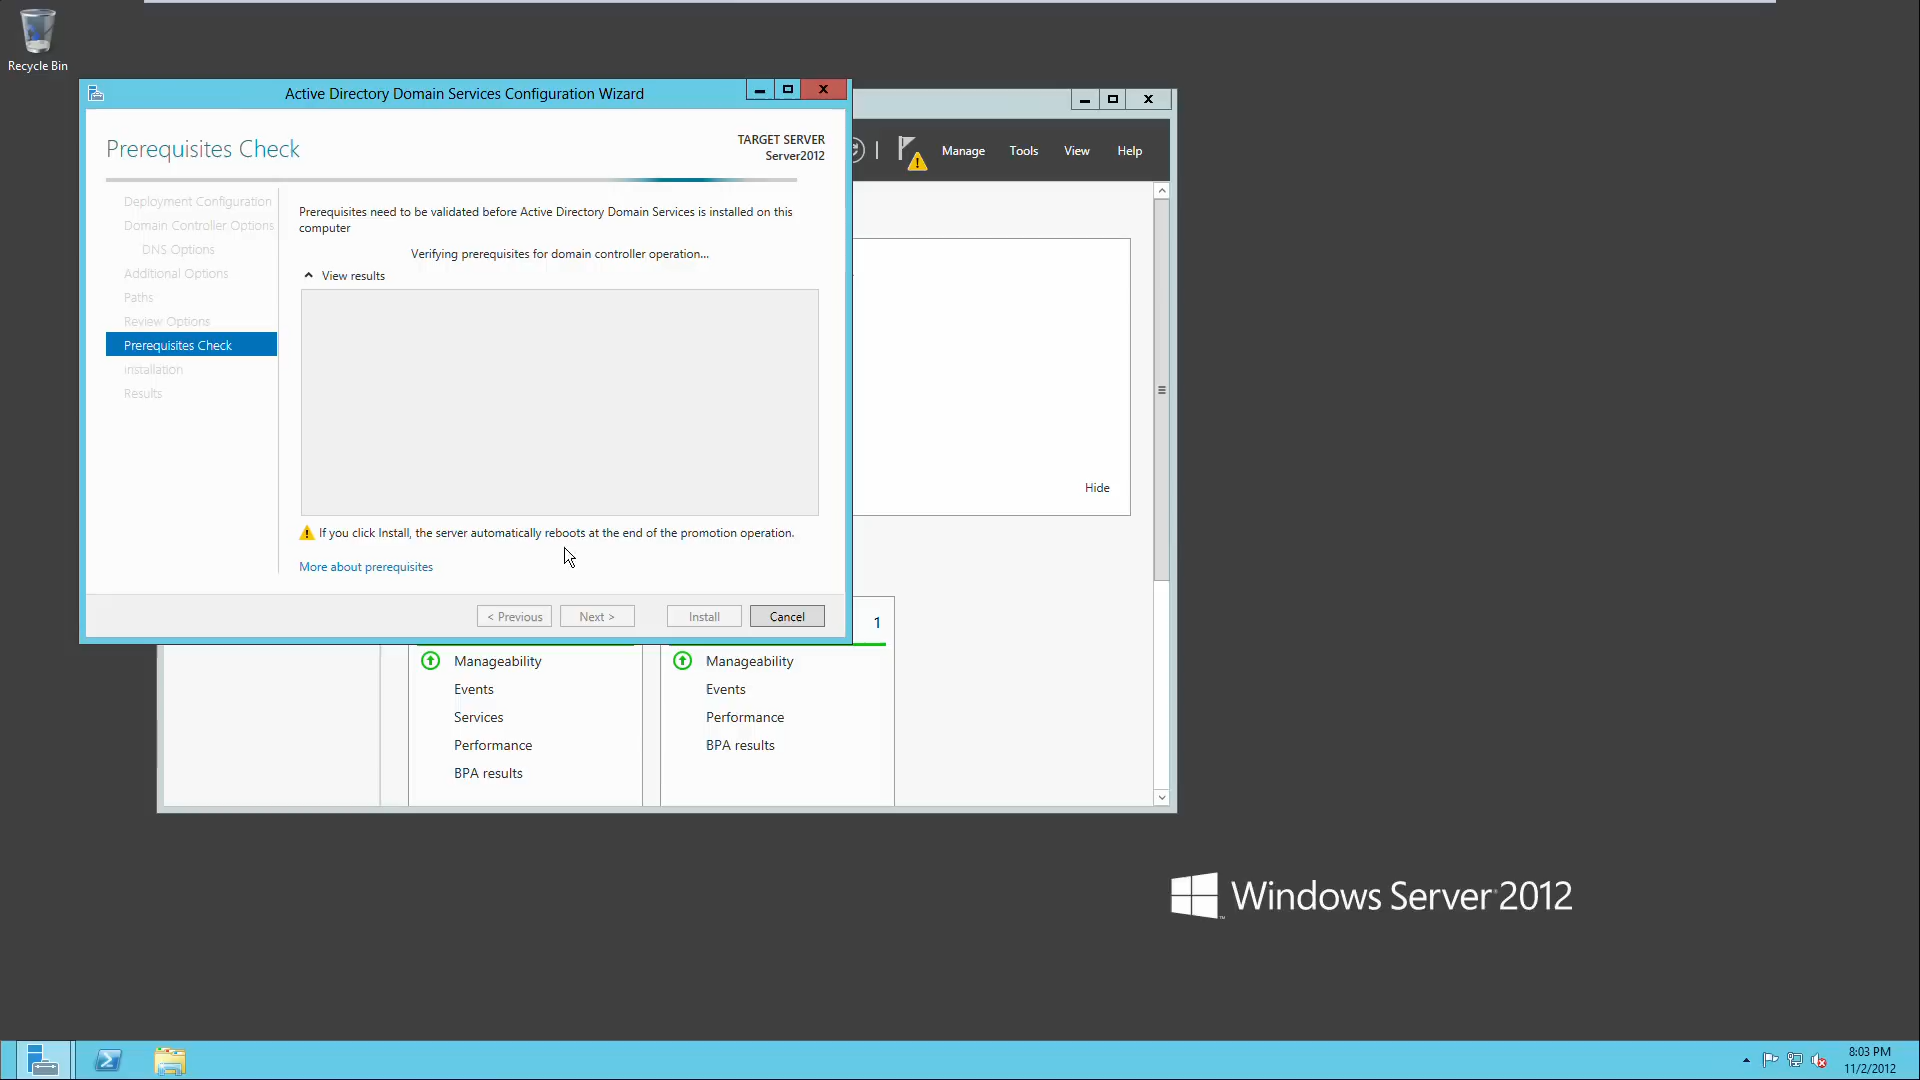 Recycle Bin
Active Directory Domain Services Configuration Wizard
Prerequisites Check
TARGET SERVER
Server2012
Manage
Tools
View
Help
Deployment Configuration
Domain Controller Options
DNS Options
Additional Options
Paths
Review Options
Prerequisites Check
Installation
Results
Prerequisites need to be validated before Active Directory Domain Services is installed on this
computer
Verifying prerequisites for domain controller operation...
View results
If you click Install, the server automatically reboots at the end of the promotion operation.
More about prerequisites
< Previous
Next >
Install
Cancel
Hide
1
Manageability
Events
Services
Performance
BPA results
Manageability
Events
Performance
BPA results
Windows Server 2012
8:03 PM
11/2/2012